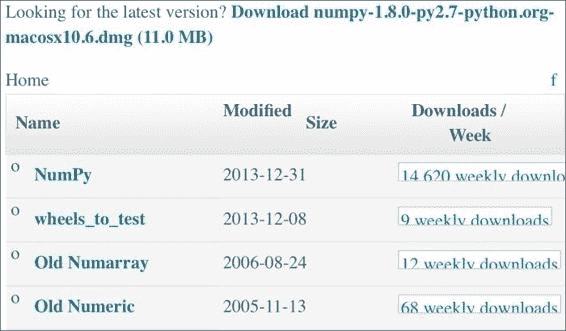 Looking for the latest version? Download numpy-1.8.0-py2.7-python.org-
macosx10.6.dmg (11.0 MB)
Home f
Name Modified Size Downloads / Week
NumPy 2013-12-31 14,620 weekly downlo
wheels_to_test 2013-12-08 9 weekly downloads
Old Numarray 2006-08-24 12 weekly downloads
Old Numeric 2005-11-13 68 weekly downloads